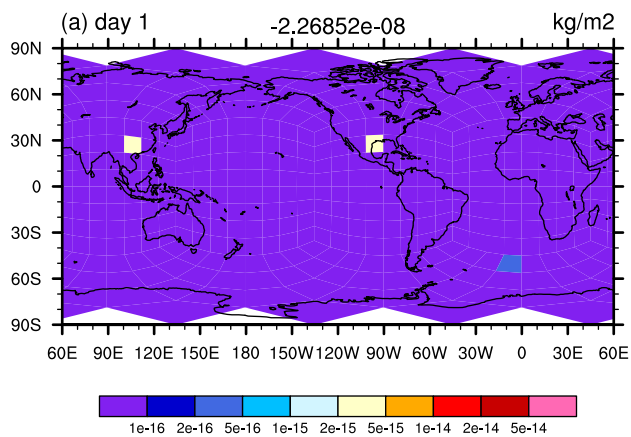 (a) day 1 -2.26852e-08 kg/m2
90N
60N
30N
0
30S
60S
90S
60E 90E 120E 150E 180 150W 120W 90W 60W 30W 0 30E 60E
1e-16 2e-16 5e-16 1e-15 2e-15 5e-15 1e-14 2e-14 5e-14